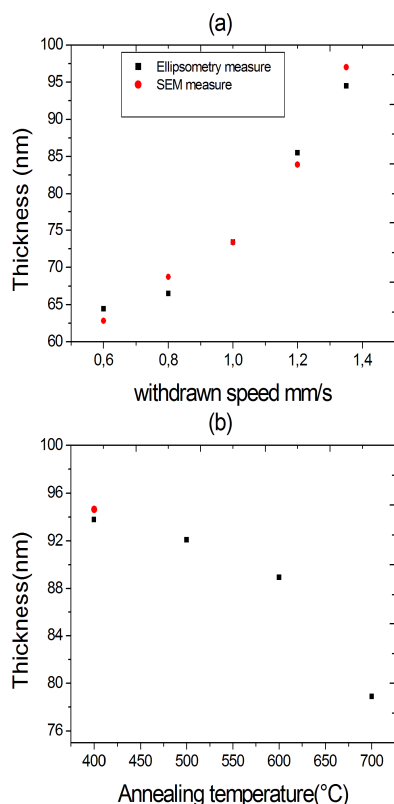 (a)
100
95
90
85
80
75
70
65
60
Ellipsometry measure
SEM measure
Thickness (nm)
0,6 0,8 1,0 1,2 1,4
withdrawn speed mm/s
(b)
100
96
92
88
84
80
76
Thickness(nm)
400 450 500 550 600 650 700
Annealing temperature(°C)